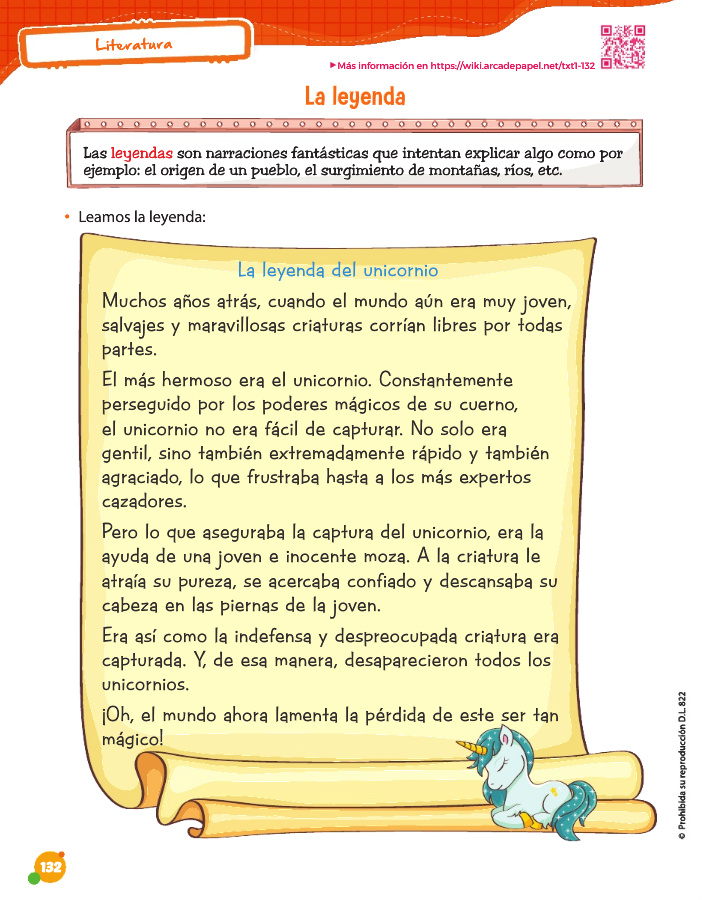 Literatura
Más información en https://wiki.arcadepapel.net/txt1-132
La leyenda
Las leyendas son narraciones fantásticas que intentan explicar algo como por
ejemplo: el origen de un pueblo, el surgimiento de montañas, ríos, etc.
• Leamos la leyenda:
La leyenda del unicornio
Muchos años atrás, cuando el mundo aún era muy joven,
salvajes y maravillosas criaturas corrían libres por todas
partes.
El más hermoso era el unicornio. Constantemente
perseguido por los poderes mágicos de su cuerno,
el unicornio no era fácil de capturar. No solo era
gentil, sino también extremadamente rápido y también
agraciado, lo que frustraba hasta a los más expertos
cazadores.
Pero lo que aseguraba la captura del unicornio, era la
ayuda de una joven e inocente moza. A la criatura le
atraía su pureza, se acercaba confiado y descansaba su
cabeza en las piernas de la joven.
Era así como la indefensa y despreocupada criatura era
capturada. Y, de esa manera, desaparecieron todos los
unicornios.
¡Oh, el mundo ahora lamenta la pérdida de este ser tan
mágico!
© Prohibida su reproducción D.L. 822
132